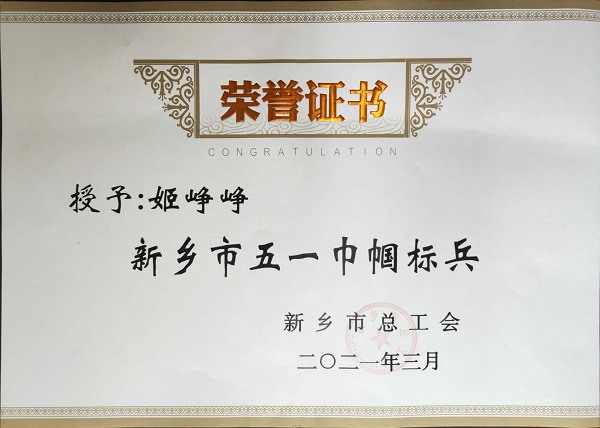 荣誉证书
CONGRATULATION
授予:姬峥峥
新乡市五一巾帼标兵
新乡市总工会
二〇二一年三月